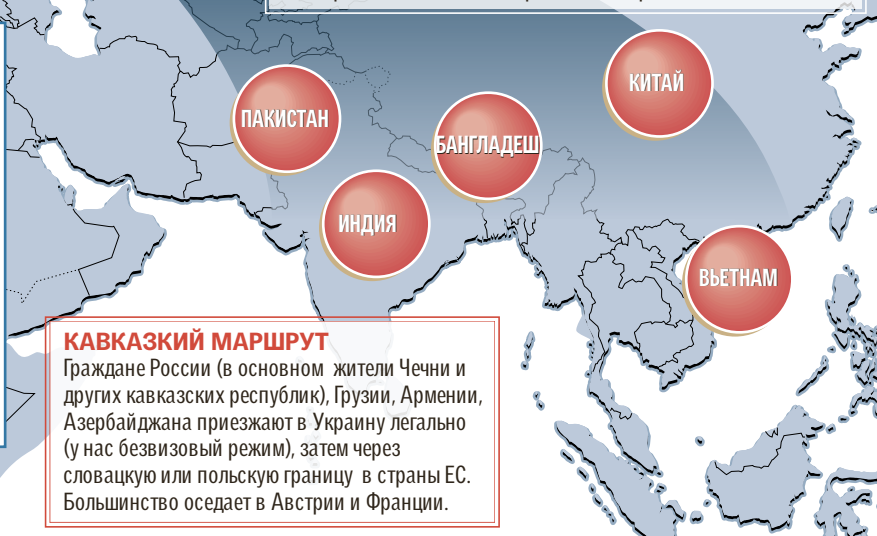 КИТАЙ
ПАКИСТАН
БАНГЛАДЕШ
ИНДИЯ
ВЬЕТНАМ
КАВКАЗКИЙ МАРШРУТ
Граждане России (в основном жители Чечни и
других кавказских республик), Грузии, Армении,
Азербайджана приезжают в Украину легально
(у нас безвизовый режим), затем через
словацкую или польскую границу в страны ЕС.
Большинство оседает в Австрии и Франции.